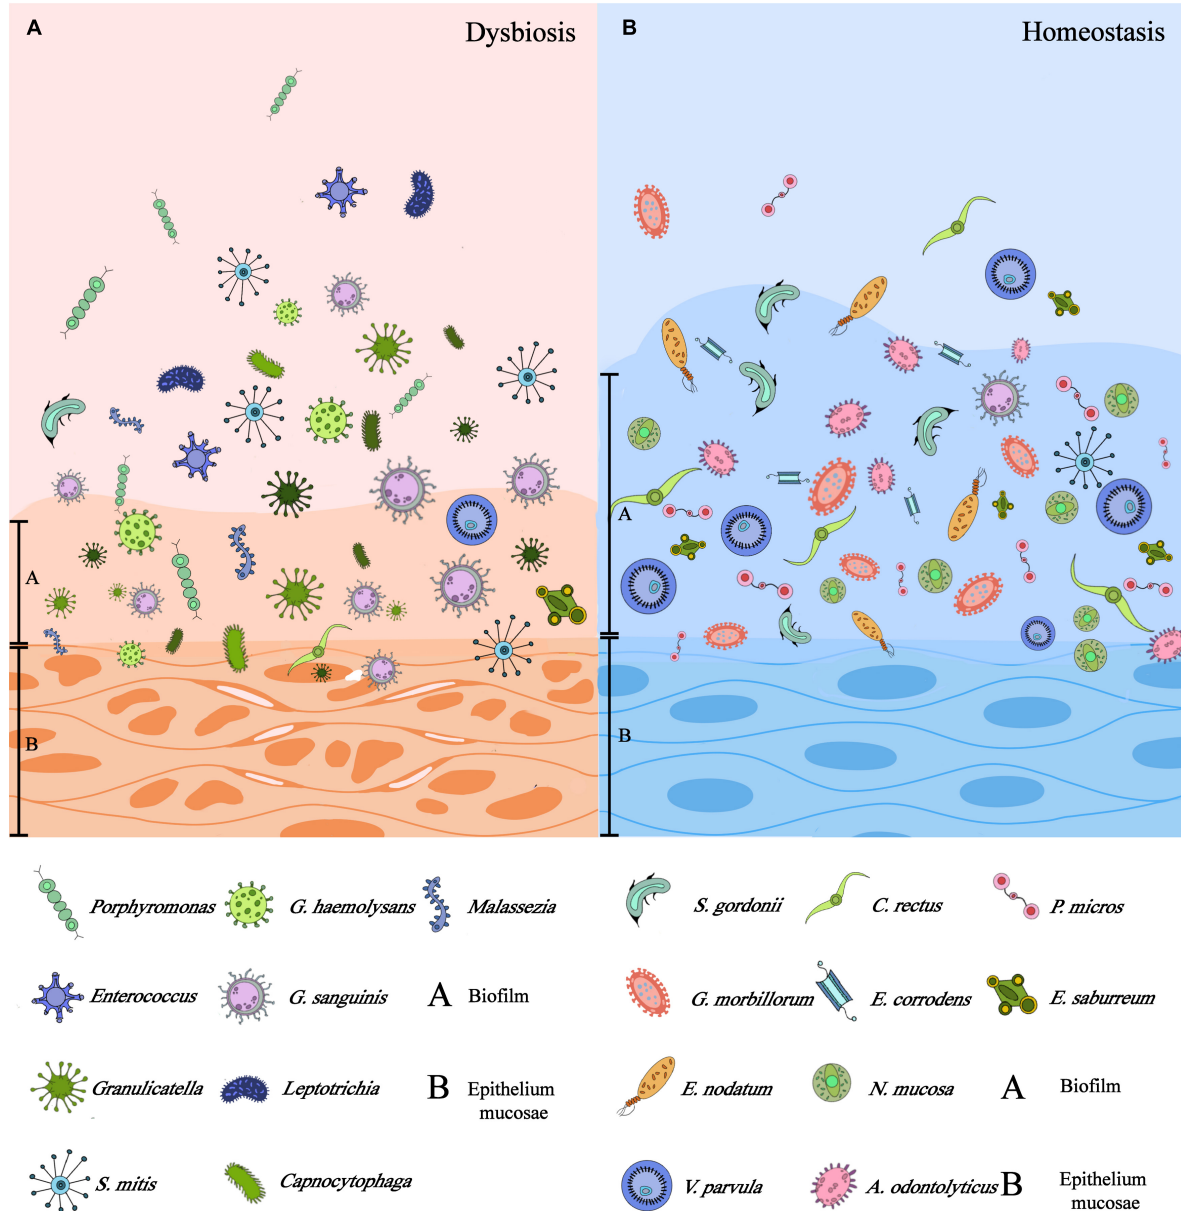 A
Dysbiosis
B
Homeostasis
A
B
A
B
Porphyromonas
G. haemolysans
Malassezia
Enterococcus
G. sanguinis
A
Biofilm
Granulicatella
Leptotrichia
B
Epithelium
mucosae
S. mitis
Capnocytophaga
S. gordonii
C. rectus
P. micros
G. morbillorum
E. corrodens
E. saburreum
E. nodatum
N. mucosa
A
Biofilm
V. parvula
A. odontolyticus
B
Epithelium
mucosae